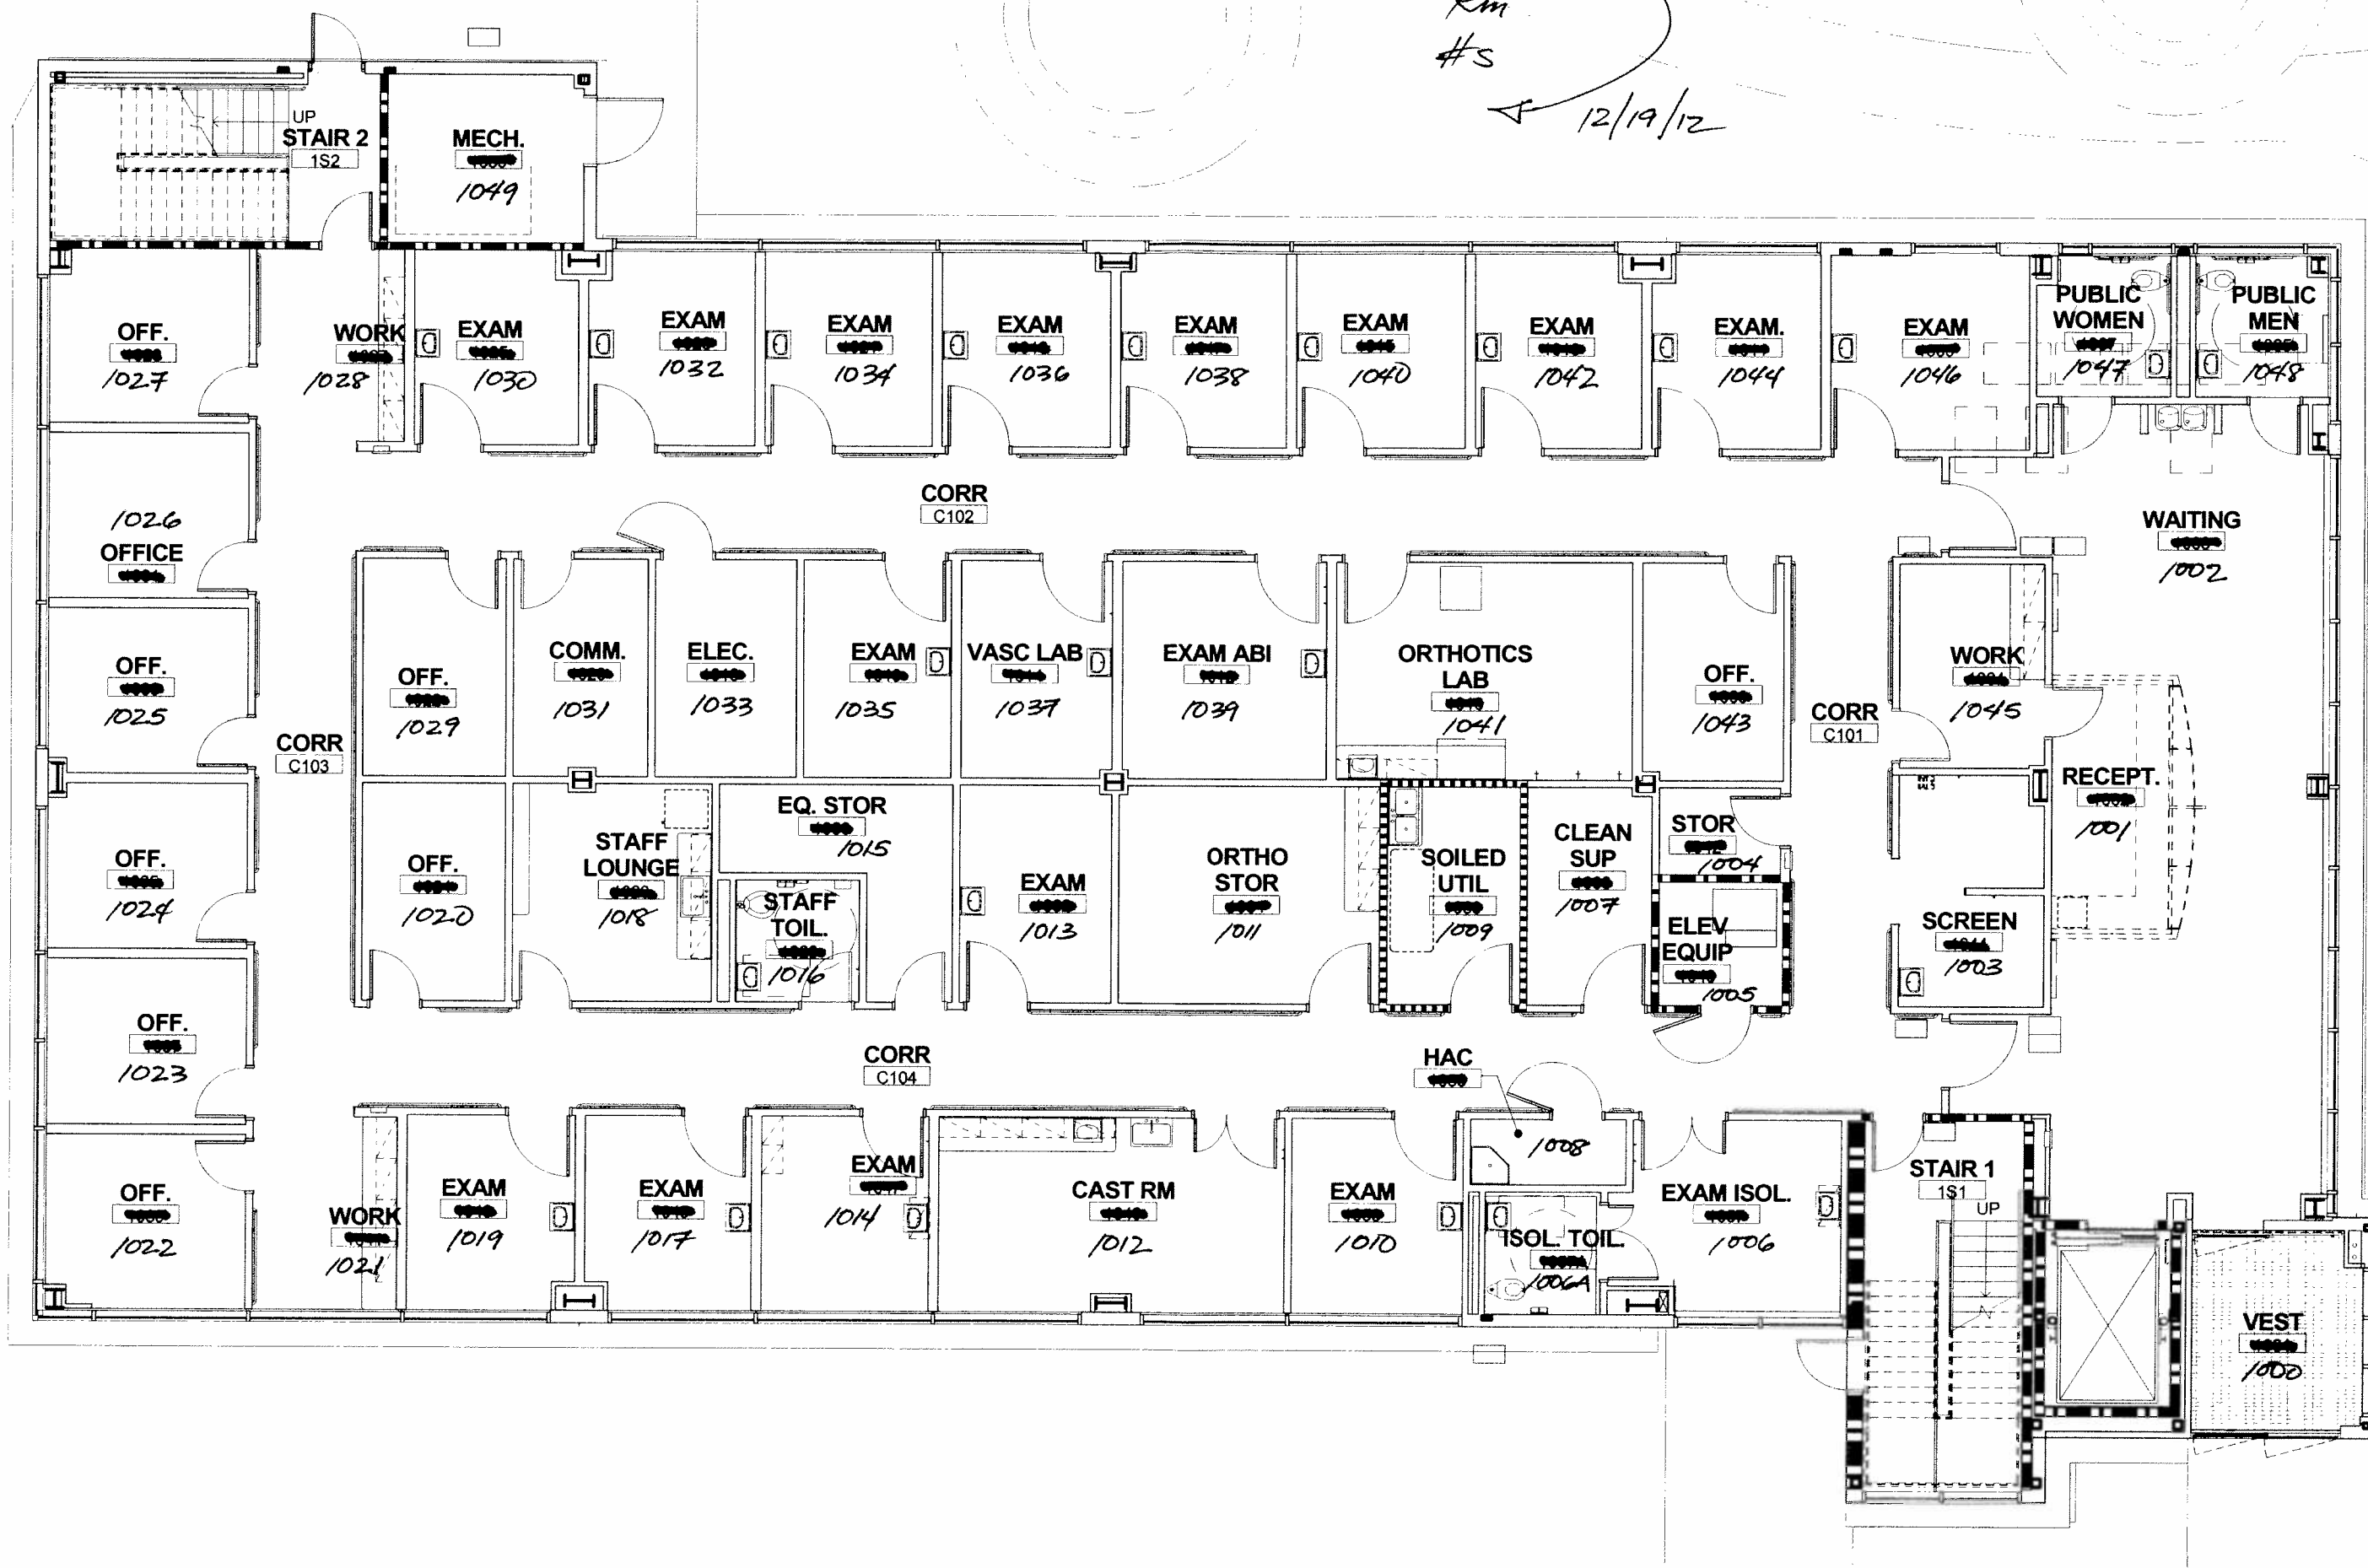 Rm
#s
12/19/12
UP
STAIR 2
1S2
MECH.
1049
OFF.
1027
WORK
1028
EXAM
1030
EXAM
1032
EXAM
1034
EXAM
1036
EXAM
1038
EXAM
1040
EXAM
1042
EXAM.
1044
EXAM
1046
PUBLIC
WOMEN
1047
PUBLIC
MEN
1048
CORR
C102
1026
OFFICE
WAITING
1002
OFF.
1025
OFF.
1029
COMM.
1031
ELEC.
1033
EXAM
1035
VASC LAB
1037
EXAM ABI
1039
ORTHOTICS
LAB
1041
OFF.
1043
CORR
C101
WORK
1045
CORR
C103
RECEPT.
1001
OFF.
1024
OFF.
1020
STAFF
LOUNGE
1018
EQ. STOR
1015
STAFF
TOIL.
1016
EXAM
1013
ORTHO
STOR
1011
SOILED
UTIL
1009
CLEAN
SUP
1007
STOR
1004
ELEV
EQUIP
1005
SCREEN
1003
OFF.
1023
CORR
C104
HAC
1008
OFF.
1022
WORK
1021
EXAM
1019
EXAM
1017
EXAM
1014
CAST RM
1012
EXAM
1010
ISOL. TOIL.
1006A
EXAM ISOL.
1006
STAIR 1
1S1
UP
VEST
1000